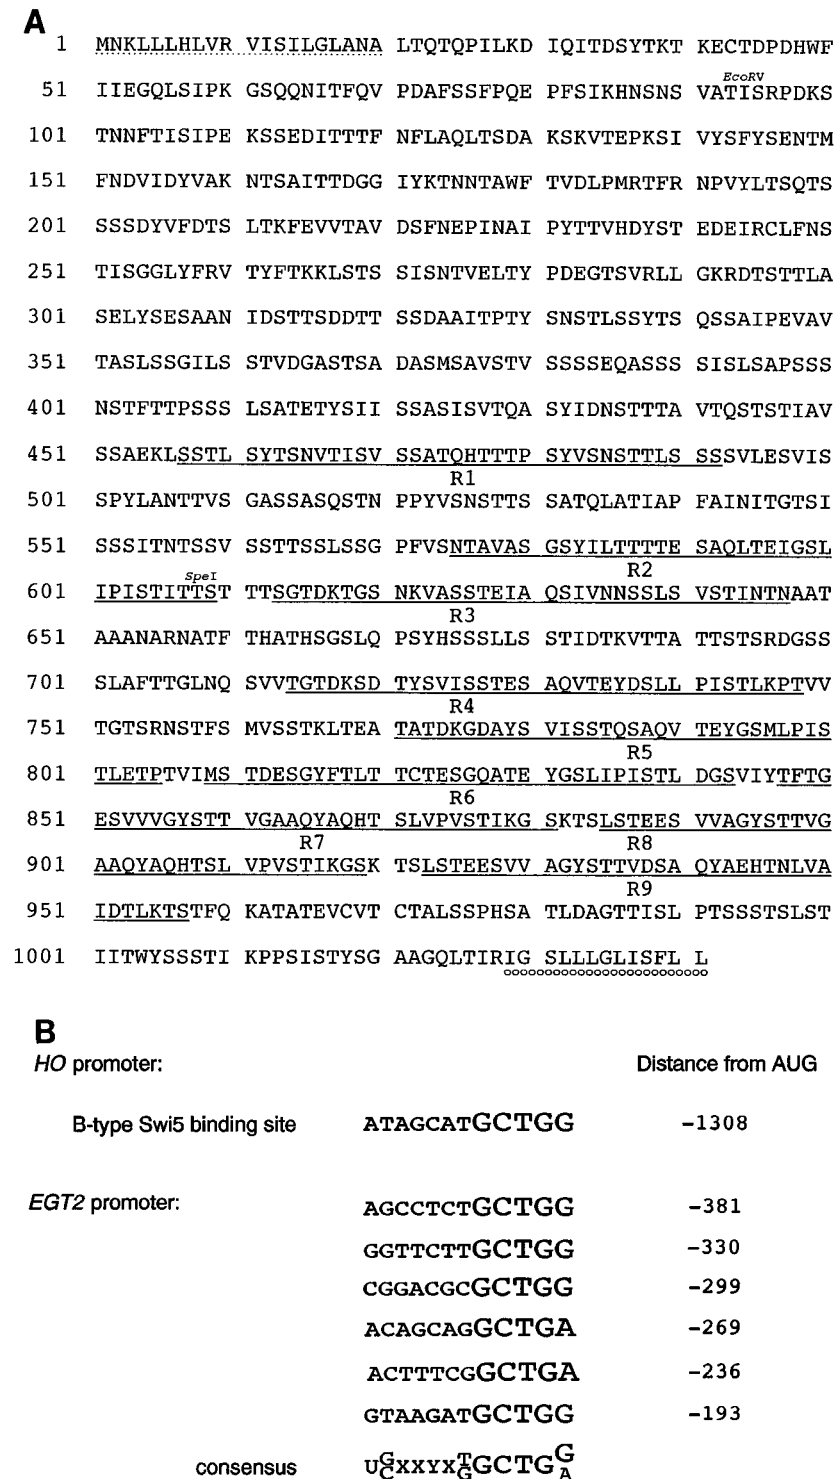 A
1 MNKLLLHLVR VISILGLANA LTQTQPILKD IQITDSYTKT KECTDPDHWF
EcoRV
51 IIEGQLSIPK GSQQNITFQV PDAFSSFPQE PFSIKHNSNS VATISRPDKS
101 TNNFTISIPE KSSEDITTTF NFLAQLTSDA KSKVTEPKSI VYSFYSENTM
151 FNDVIDYVAK NTSAITTDGG IYKTNNTAWF TVDLPMRTFR NPVYLTSQTS
201 SSSDYVFDTS LTKFEVVTAV DSFNEPINAI PYTTVHDYST EDEIRCLFNS
251 TISGGLYFRV TYFTKKLSTS SISNTVELTY PDEGTSVRLL GKRDTSTTLA
301 SELYSESAAN IDSTTSDDTT SSDAAITPTY SNSTLSSYTS QSSAIPEVAV
351 TASLSSGILS STVDGASTSA DASMSAVSTV SSSSEQASSS SISLSAPSSS
401 NSTFTTPSSS LSATETYSII SSASISVTQA SYIDNSTTTA VTQSTSTIAV
451 SSAEKLSSTL SYTSNVTISV SSATQHTTTP SYVSNSTTLS SSSVLESVIS
R1
501 SPYLANTTVS GASSASQSTN PPYVSNSTTS SATQLATIAP FAINITGTSI
551 SSSITNTSSV SSTTSSLSSG PFVSNTAVAS GSYILTTTTE SAQLTEIGSL
SpeI R2
601 IPISTITTST TTSGTDKTGS NKVASSTEIA QSIVNNSSLS VSTINTNAAT
R3
651 AAANARNATF THATHSGSLQ PSYHSSSLLS STIDTKVTTA TTSTSRDGSS
701 SLAFTTGLNQ SVVTGTDKSD TYSVISSTES AQVTEYDSLL PISTLKPTVV
R4
751 TGTSRNSTFS MVSSTKLTEA TATDKGDAYS VISSTQSAQV TEYGSMLPIS
R5
801 TLETPTVIMS TDESGYFTLT TCTESGQATE YGSLIPISTL DGSVIYTFTG
R6
851 ESVVVGYSTT VGAAQYAQHT SLVPVSTIKG SKTSLSTEES VVAGYSTTVG
R7 R8
901 AAQYAQHTSL VPVSTIKGSK TSLSTEESVV AGYSTTVDSA QYAEHTNLVA
R9
951 IDTLKTSTFQ KATATEVCVT CTALSSPHSA TLDAGTTISL PTSSSTSLST
1001 IITWYSSSTI KPPSISTYSG AAGQLTIRIG SLLLGLISFL L
B
HO promoter: Distance from AUG
B-type Swi5 binding site ATAGCATGCTGG -1308
EGT2 promoter: AGCCTCTGCTGG -381
GGTTCTTGCTGG -330
CGGACGCGCTGG -299
ACAGCAGGCTGA -269
ACTTTCGGCTGA -236
GTAAGATGCTGG -193
consensus UG/CXXYXT/GGCTGG/A